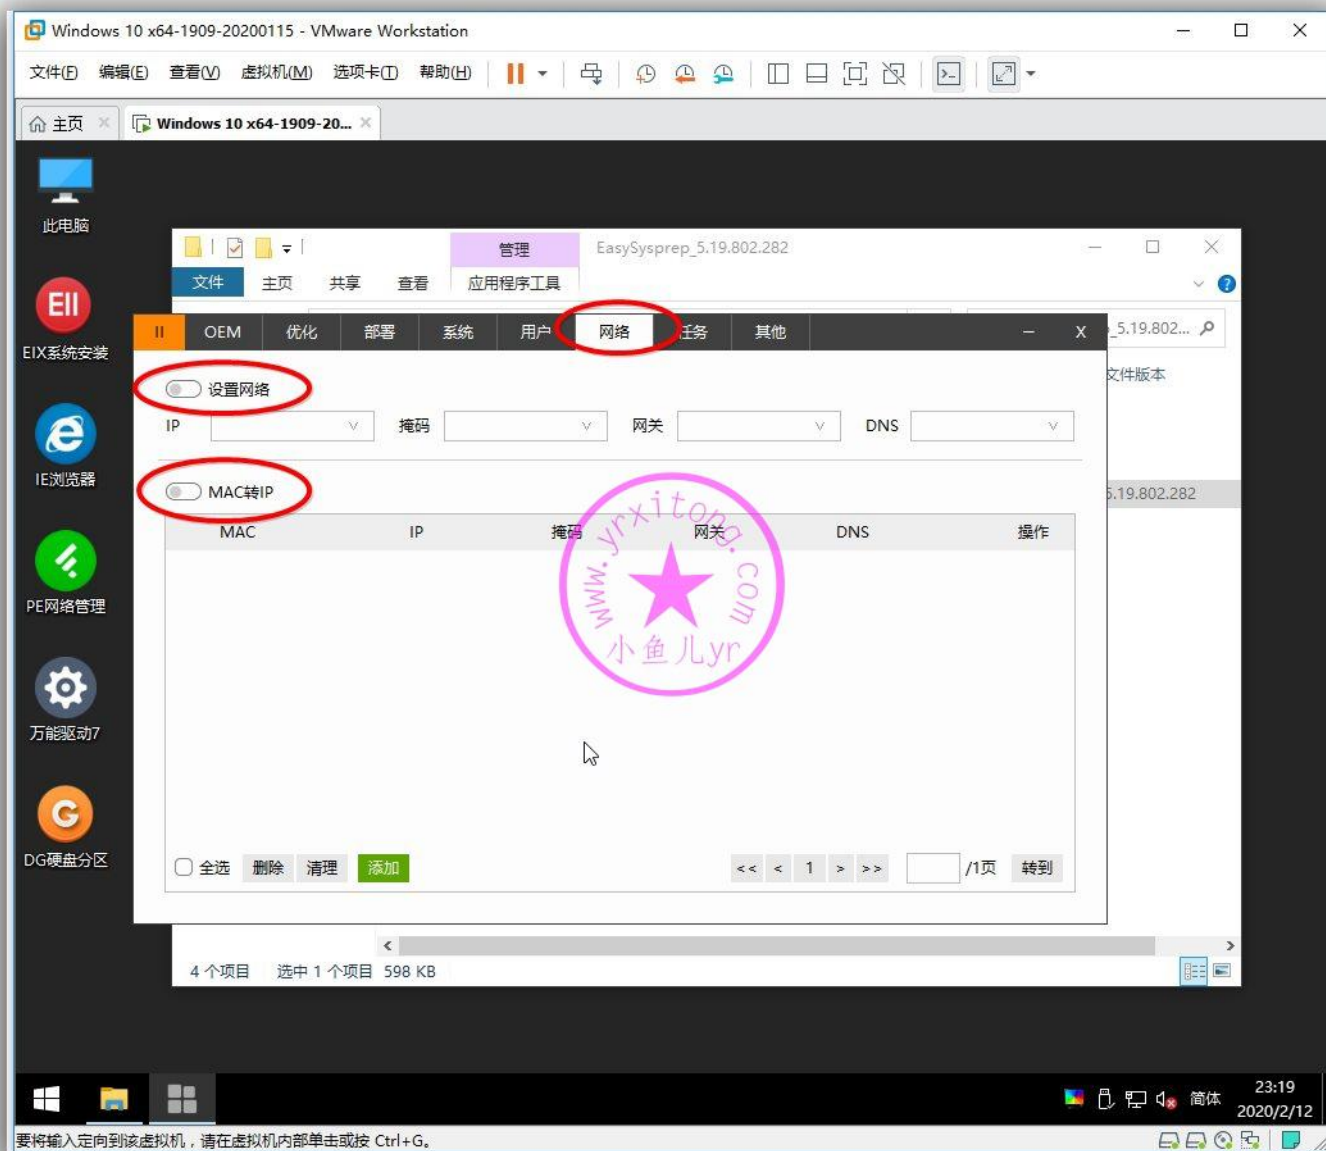 Windows 10 x64-1909-20200115 - VMware Workstation
文件(F) 编辑(E) 查看(V) 虚拟机(M) 选项卡(T) 帮助(H)
主页 Windows 10 x64-1909-20...
此电脑
EII
EIX系统安装
IE浏览器
PE网络管理
万能驱动7
G
DG硬盘分区
管理 EasySysprep_5.19.802.282
文件 主页 共享 查看 应用程序工具
_5.19.802...
文件版本
5.19.802.282
II OEM 优化 部署 系统 用户 网络 任务 其他 X
设置网络
IP 掩码 网关 DNS
MAC转IP
MAC IP 掩码 网关 DNS 操作
www.yrxitong.com
小鱼儿yr
全选 删除 清理 添加 << < 1 > >> /1页 转到
4 个项目 选中 1 个项目 598 KB
简体 23:19
2020/2/12
要将输入定向到该虚拟机，请在虚拟机内部单击或按 Ctrl+G。